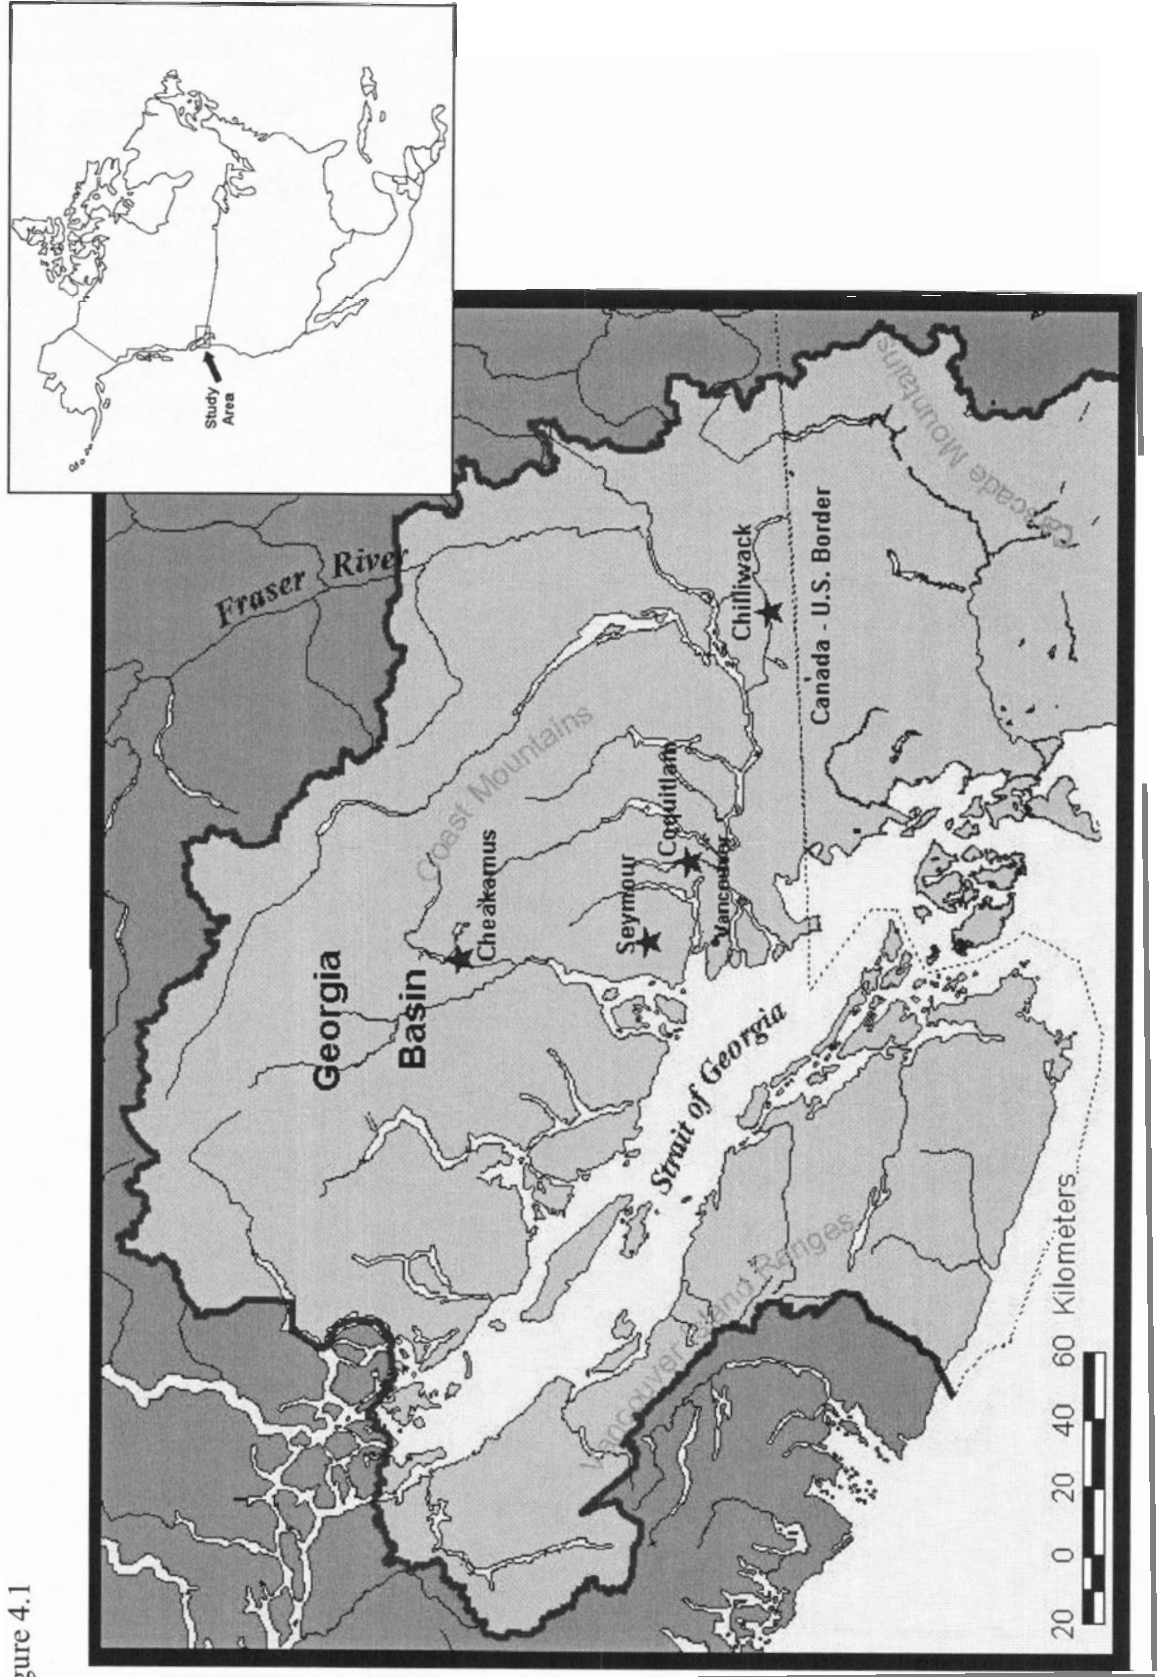 gure 4.1
Study
Area
Fraser River
Georgia
Basin
Coast Mountains
Cheakamus
Seymour
Coquitlam
Vancouver
Chilliwack
Canada - U.S. Border
Cascade Mountains
Strait of Georgia
Vancouver Island Ranges
20 0 20 40 60 Kilometers